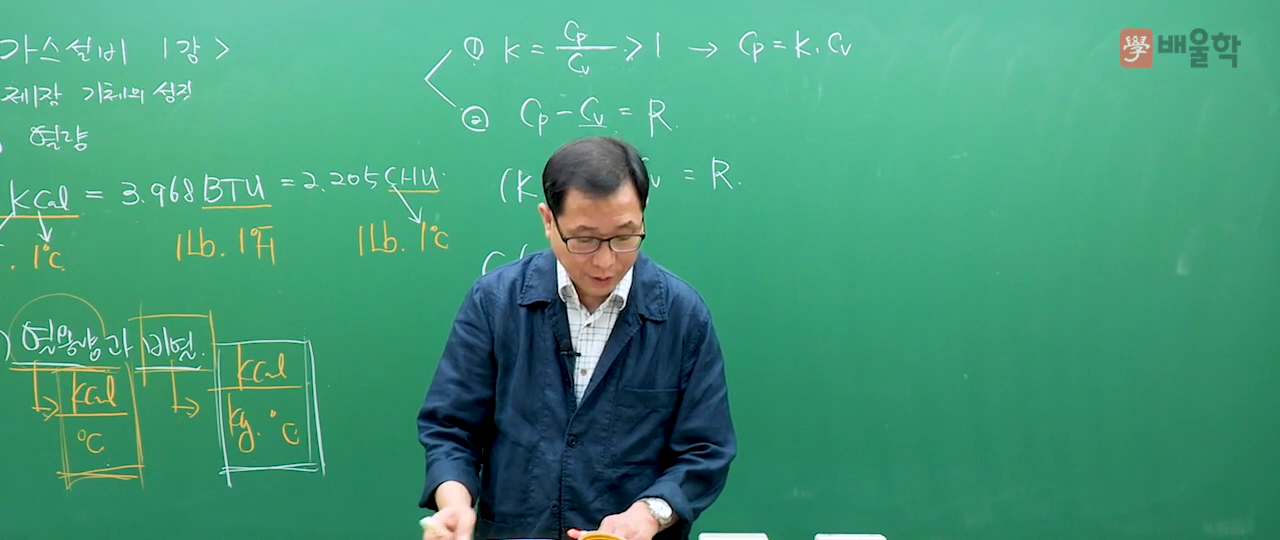 가스설비 1강>
제1장 기체의 성질
열량
kcal = 3.968 BTU = 2.205 CHU
1℃ 1Lb. 1℉ 1Lb. 1℃
열용량과 비열.
kcal
℃
kcal
kg.℃
① K = Cp/Cv > 1 → Cp = K. Cv
② Cp - Cv = R.
(K = R.
學 배울학